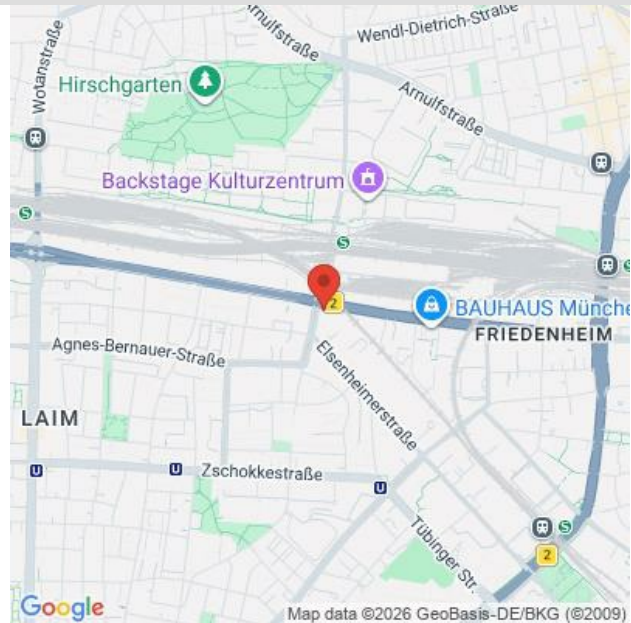 Wendl-Dietrich-Straße
Arnulfstraße
Wotanstraße
Hirschgarten
Arnulfstraße
Backstage Kulturzentrum
S
S
S
2
BAUHAUS Münche
FRIEDENHEIM
Agnes-Bernauer-Straße
Elsenheimerstraße
LAIM
U
U
Zschokkestraße
U
Tübinger Str.
S
2
Google
Map data ©2026 GeoBasis-DE/BKG (©2009)